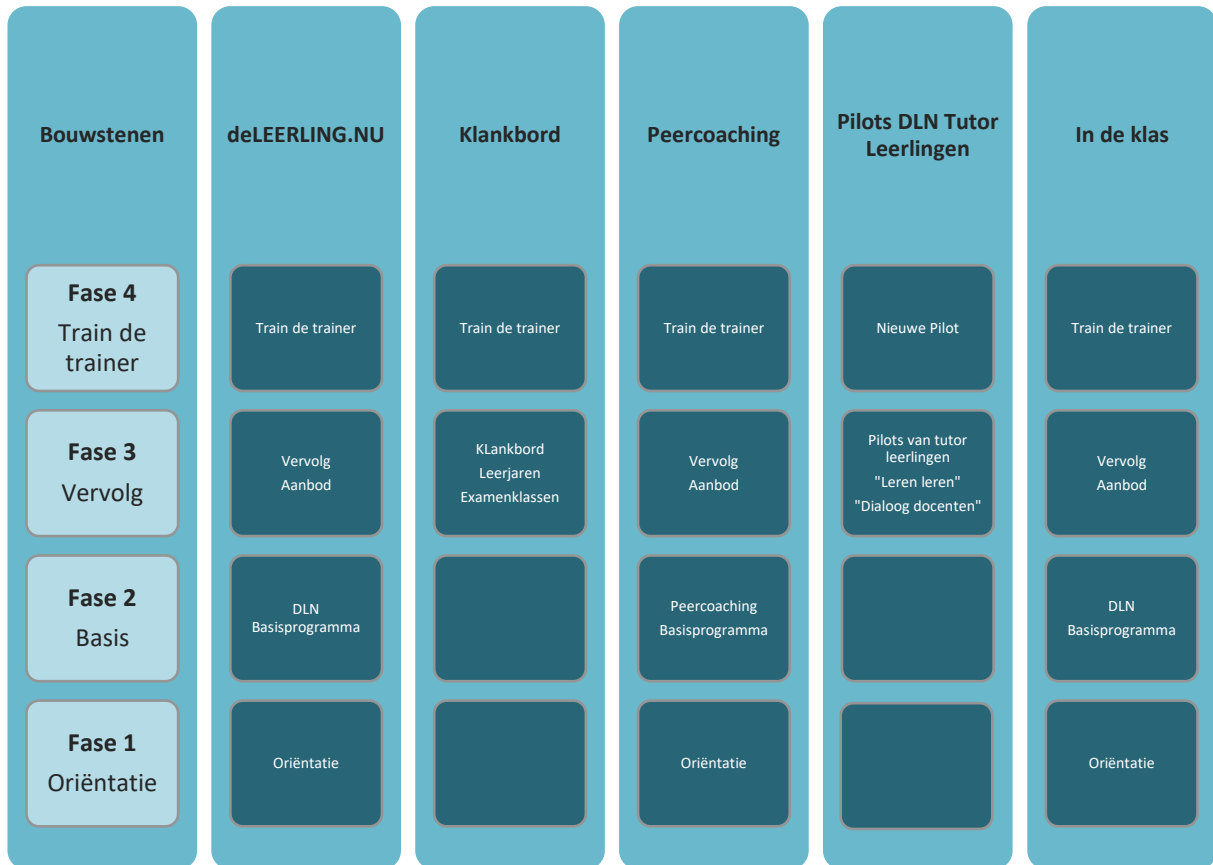 Bouwstenen
deLEERLING.NU
Klankbord
Peercoaching
Pilots DLN Tutor
Leerlingen
In de klas
Fase 4
Train de
trainer
Train de trainer
Train de trainer
Train de trainer
Nieuwe Pilot
Train de trainer
Fase 3
Vervolg
Vervolg
Aanbod
KLankbord
Leerjaren
Examenklassen
Vervolg
Aanbod
Pilots van tutor
leerlingen
"Leren leren"
"Dialoog docenten"
Vervolg
Aanbod
Fase 2
Basis
DLN
Basisprogramma
Peercoaching
Basisprogramma
DLN
Basisprogramma
Fase 1
Oriëntatie
Oriëntatie
Oriëntatie
Oriëntatie